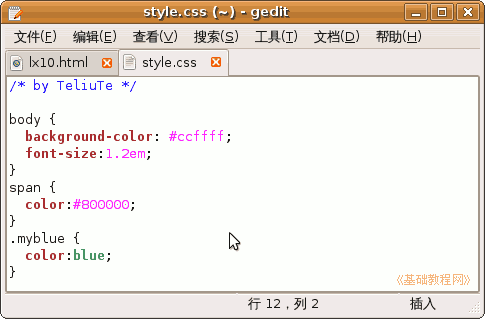 style.css (~) - gedit
文件(F) 编辑(E) 查看(V) 搜索(S) 工具(T) 文档(D) 帮助(H)
lx10.html style.css
/* by TeliuTe */
body {
  background-color: #ccffff;
  font-size:1.2em;
}
span {
  color:#800000;
}
.myblue {
  color:blue;
}
《基础教程网》
行 12，列 2 插入